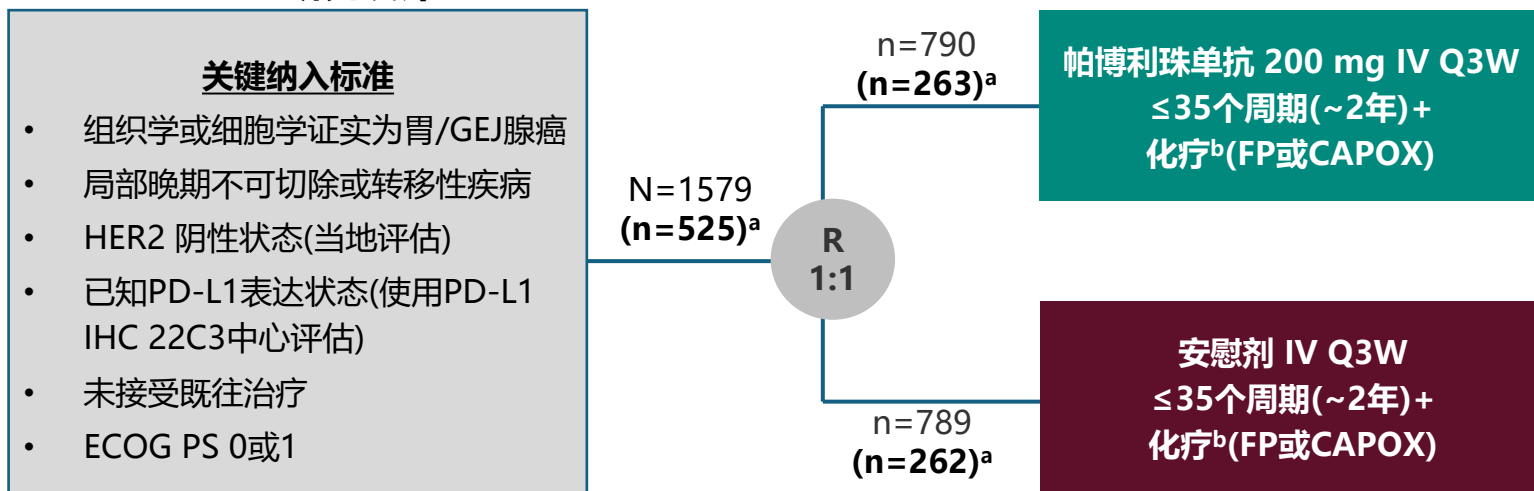 关键纳入标准
• 组织学或细胞学证实为胃/GEJ腺癌
• 局部晚期不可切除或转移性疾病
• HER2 阴性状态(当地评估)
• 已知PD-L1表达状态(使用PD-L1
IHC 22C3中心评估)
• 未接受既往治疗
• ECOG PS 0或1
N=1579
(n=525)ᵃ
R
1:1
n=790
(n=263)ᵃ
帕博利珠单抗 200 mg IV Q3W
≤35个周期(~2年)+
化疗ᵇ(FP或CAPOX)
n=789
(n=262)ᵃ
安慰剂 IV Q3W
≤35个周期(~2年)+
化疗ᵇ(FP或CAPOX)